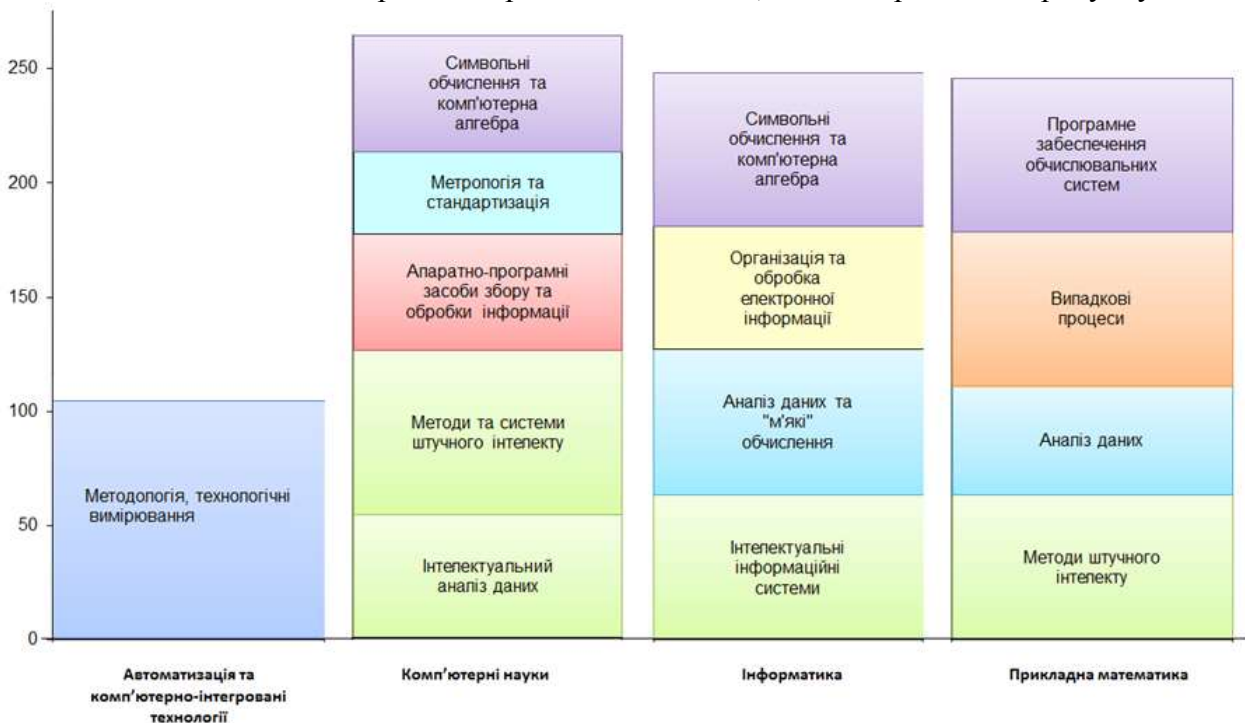 250
200
150
100
50
0
Методологія, технологічні
вимірювання
Символьні
обчислення та
комп'ютерна
алгебра
Метрологія та
стандартизація
Апаратно-програмні
засоби збору та
обробки інформації
Методи та системи
штучного інтелекту
Інтелектуальний
аналіз даних
Символьні
обчислення та
комп'ютерна
алгебра
Організація та
обробка
електронної
інформації
Аналіз даних та
"м'які"
обчислення
Інтелектуальні
інформаційні
системи
Програмне
забеспечення
обчислювальних
систем
Випадкові
процеси
Аналіз даних
Методи штучного
інтелекту
Автоматизація та
комп'ютерно-інтегровані
технології
Комп'ютерні науки
Інформатика
Прикладна математика